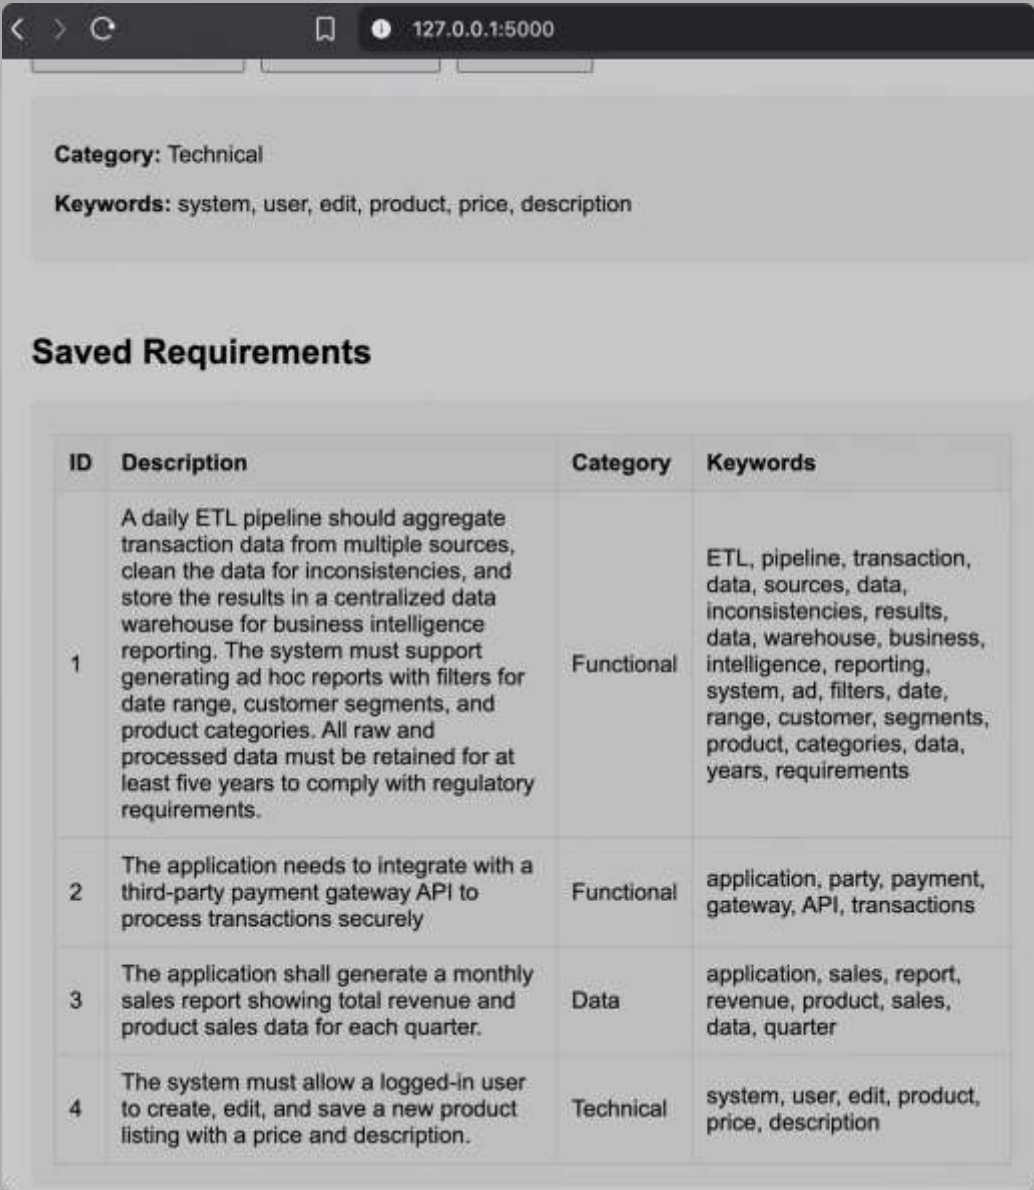 127.0.0.1:5000
Category: Technical
Keywords: system, user, edit, product, price, description
Saved Requirements
ID Description Category Keywords
1
A daily ETL pipeline should aggregate
transaction data from multiple sources,
clean the data for inconsistencies, and
store the results in a centralized data
warehouse for business intelligence
reporting. The system must support
generating ad hoc reports with filters for
date range, customer segments, and
product categories. All raw and
processed data must be retained for at
least five years to comply with regulatory
requirements.
Functional
ETL, pipeline, transaction,
data, sources, data,
inconsistencies, results,
data, warehouse, business,
intelligence, reporting,
system, ad, filters, date,
range, customer, segments,
product, categories, data,
years, requirements
2
The application needs to integrate with a
third-party payment gateway API to
process transactions securely
Functional
application, party, payment,
gateway, API, transactions
3
The application shall generate a monthly
sales report showing total revenue and
product sales data for each quarter.
Data
application, sales, report,
revenue, product, sales,
data, quarter
4
The system must allow a logged-in user
to create, edit, and save a new product
listing with a price and description.
Technical
system, user, edit, product,
price, description